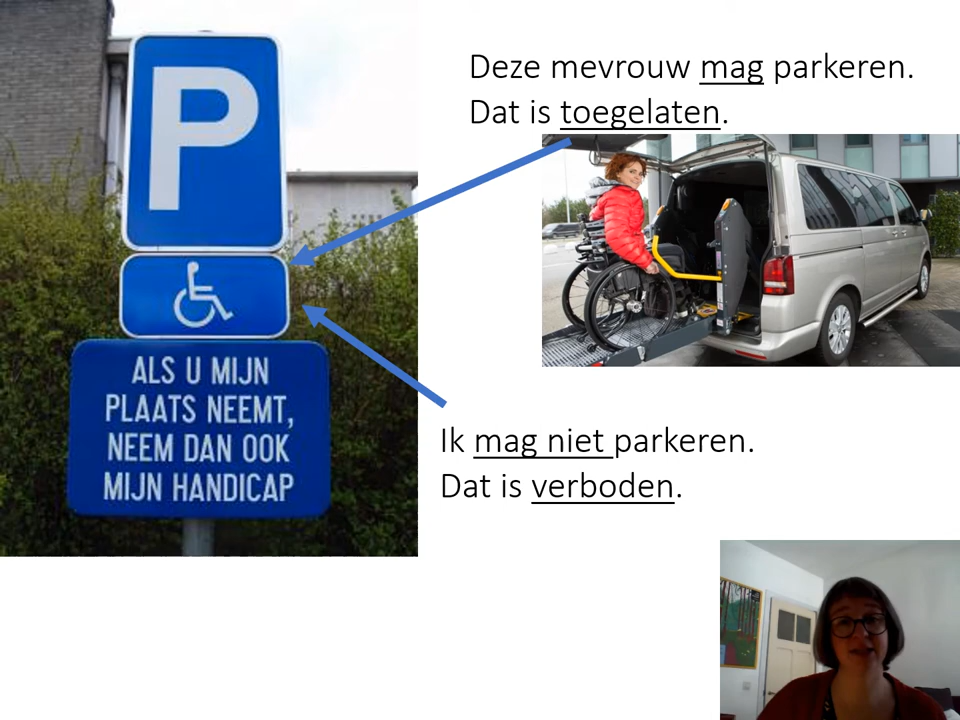 P
ALS U MIJN
PLAATS NEEMT,
NEEM DAN OOK
MIJN HANDICAP
Deze mevrouw mag parkeren.
Dat is toegelaten.
Ik mag niet parkeren.
Dat is verboden.